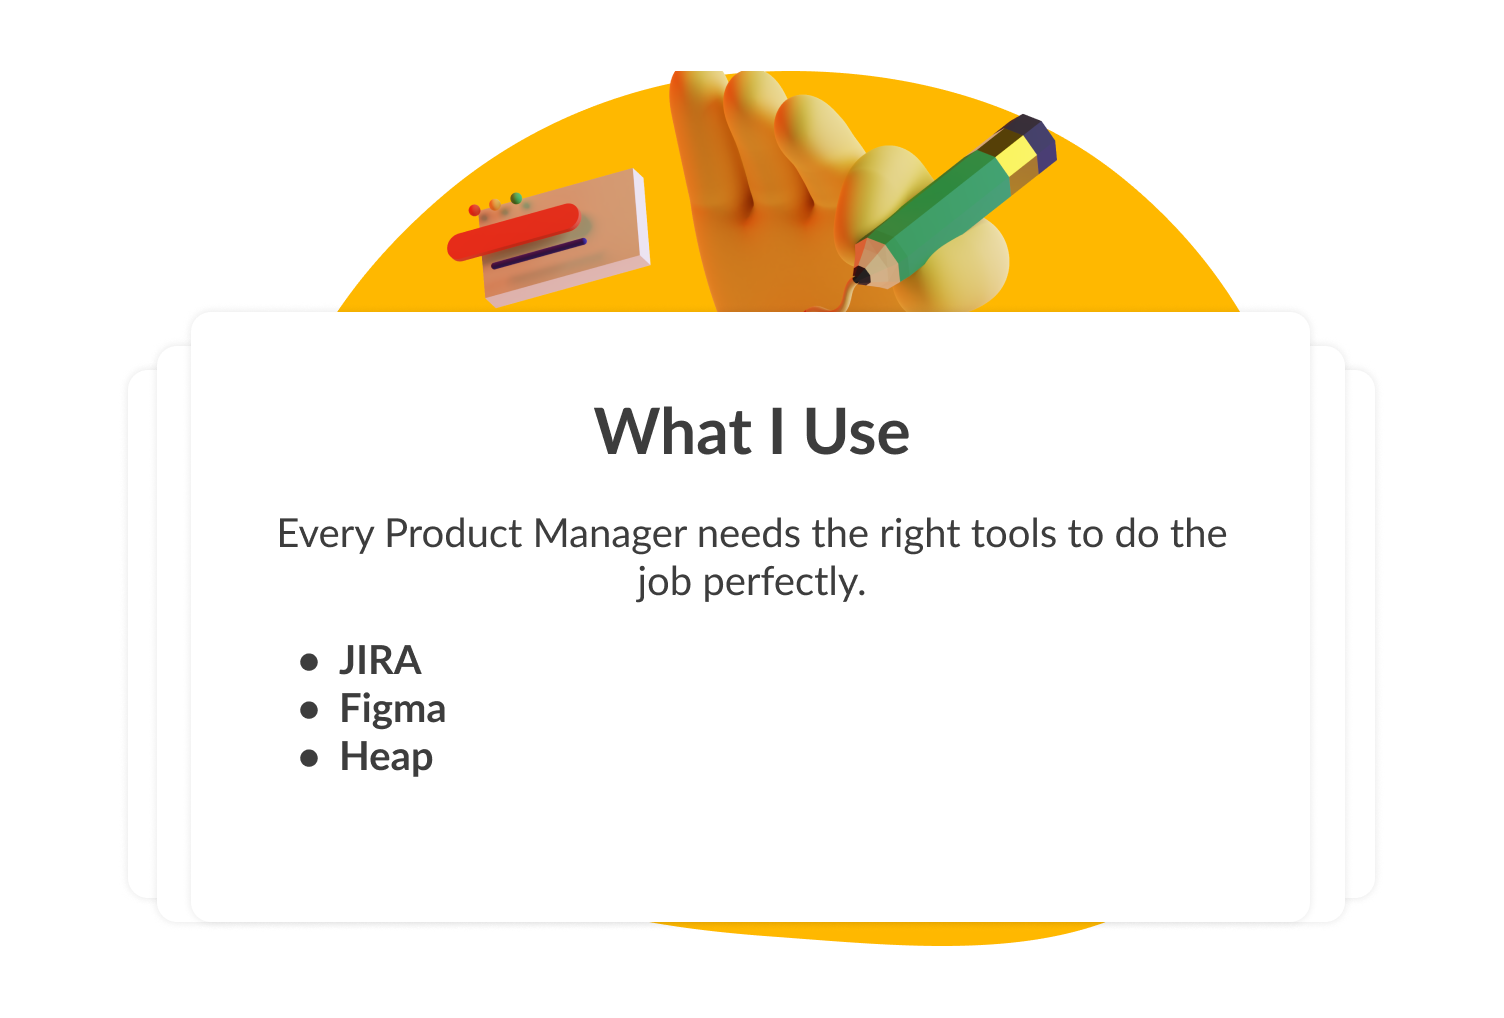 What I Use
Every Product Manager needs the right tools to do the
job perfectly.
● JIRA
● Figma
● Heap